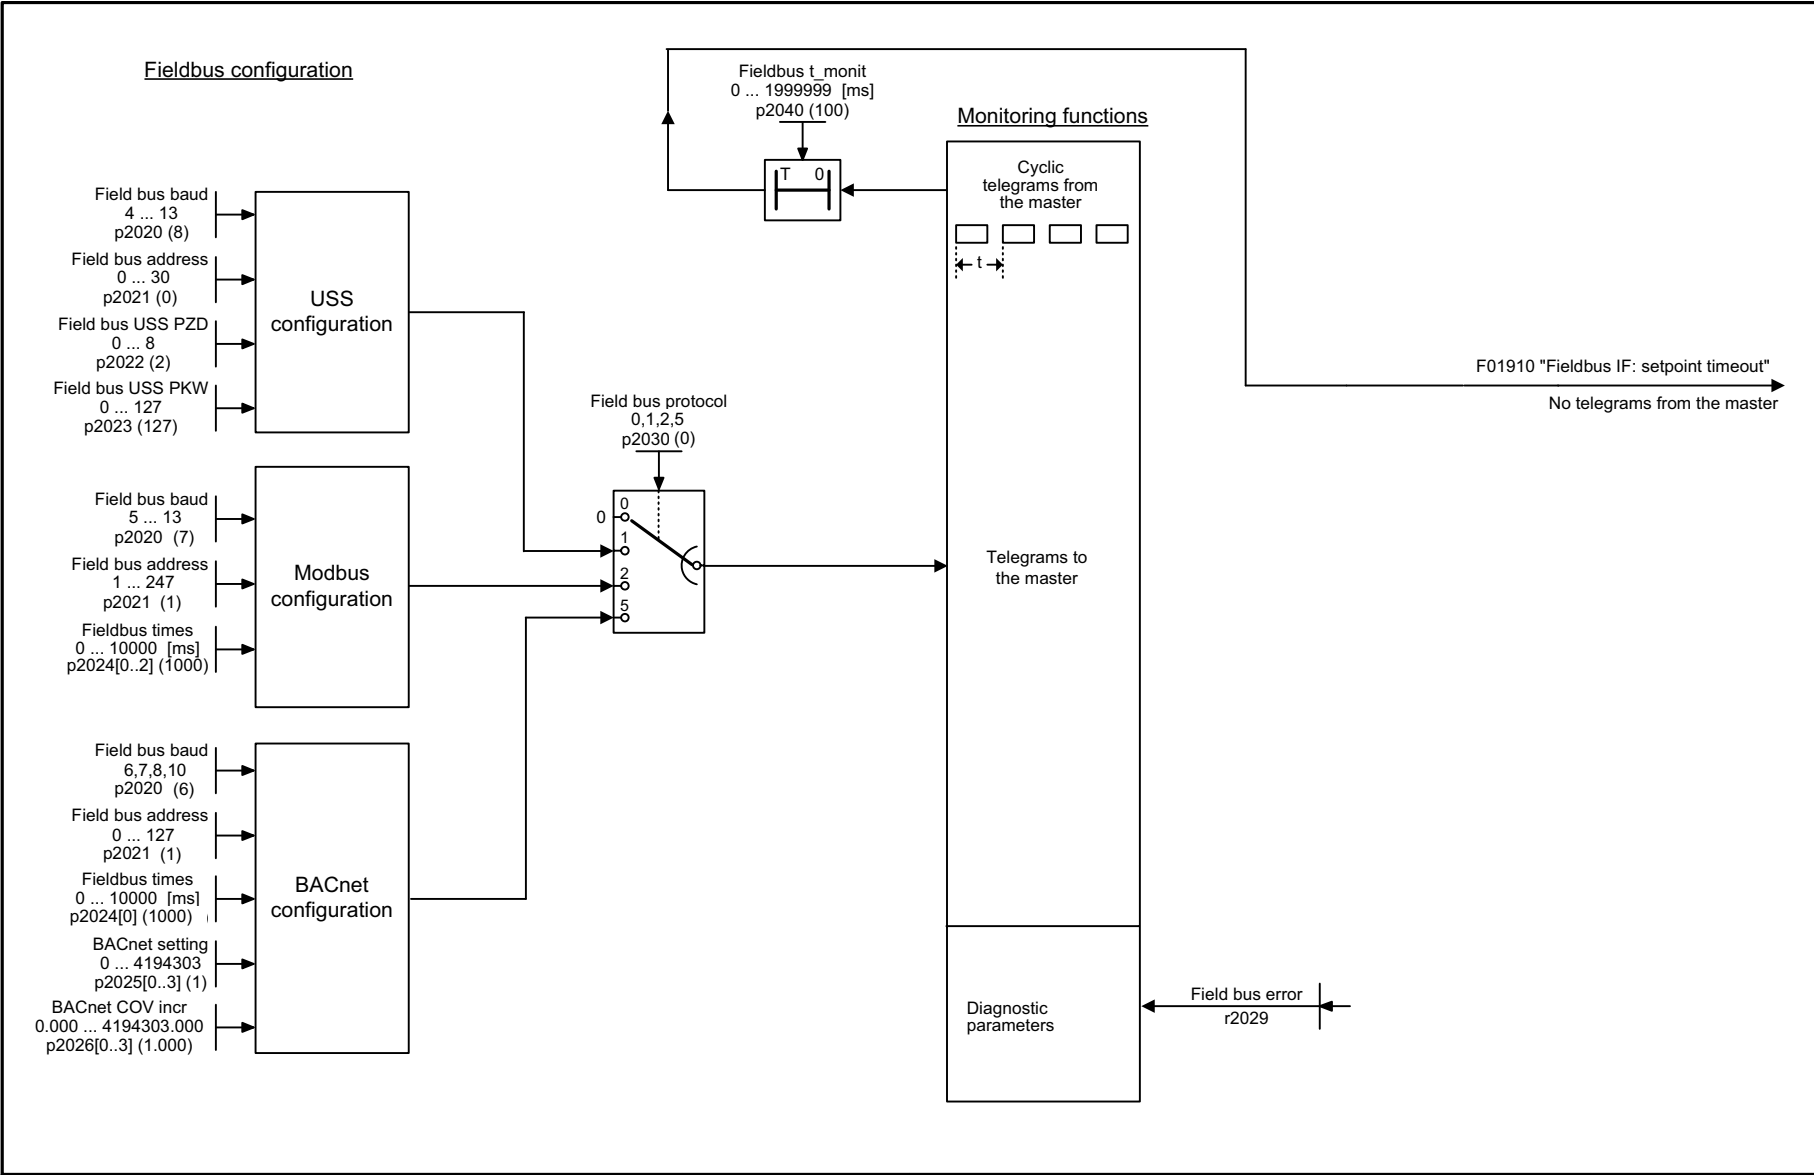 Fieldbus configuration
Field bus baud
4 ... 13
p2020 (8)
Field bus address
0 ... 30
p2021 (0)
Field bus USS PZD
0 ... 8
p2022 (2)
Field bus USS PKW
0 ... 127
p2023 (127)
USS
configuration
Field bus baud
5 ... 13
p2020 (7)
Field bus address
1 ... 247
p2021 (1)
Fieldbus times
0 ... 10000 [ms]
p2024[0..2] (1000)
Modbus
configuration
Field bus baud
6,7,8,10
p2020 (6)
Field bus address
0 ... 127
p2021 (1)
Fieldbus times
0 ... 10000 [ms]
p2024[0] (1000)
BACnet setting
0 ... 4194303
p2025[0..3] (1)
BACnet COV incr
0.000 ... 4194303.000
p2026[0..3] (1.000)
BACnet
configuration
Field bus protocol
0,1,2,5
p2030 (0)
0
0
1
2
5
Fieldbus t_monit
0 ... 1999999 [ms]
p2040 (100)
T 0
Monitoring functions
Cyclic
telegrams from
the master
t
Telegrams to
the master
Diagnostic
parameters
F01910 "Fieldbus IF: setpoint timeout"
No telegrams from the master
Field bus error
r2029